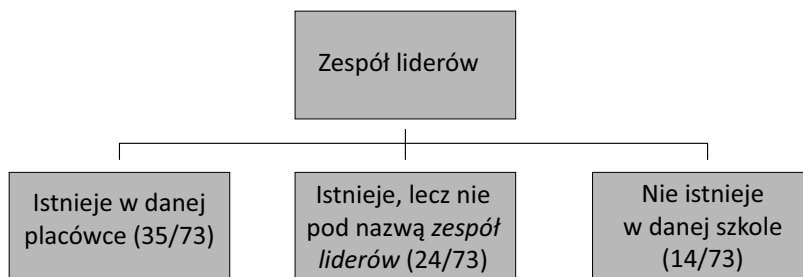 Zespół liderów
Istnieje w danej
placówce (35/73)
Istnieje, lecz nie
pod nazwą zespół
liderów (24/73)
Nie istnieje
w danej szkole
(14/73)